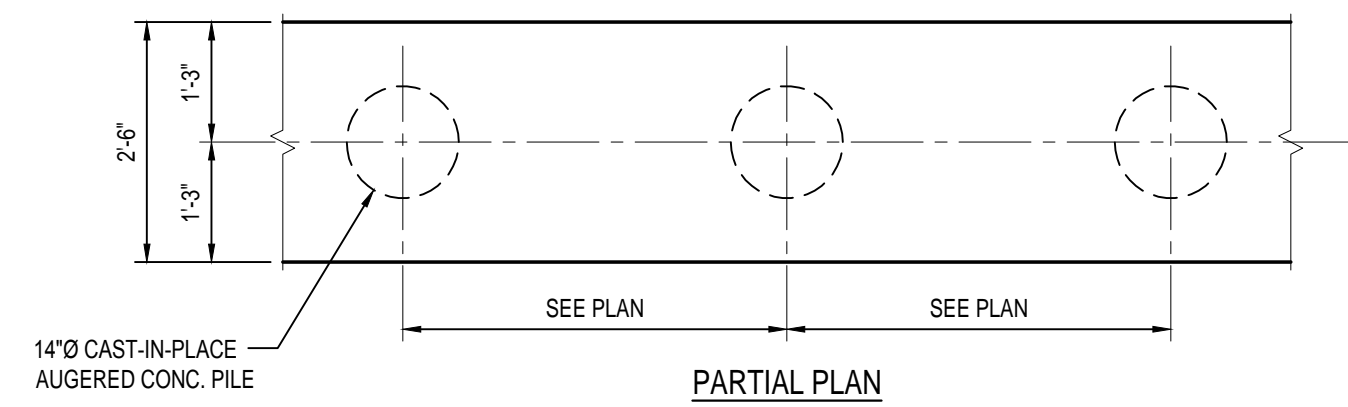 2'-6"
1'-3"
1'-3"
SEE PLAN
SEE PLAN
14"Ø CAST-IN-PLACE
AUGERED CONC. PILE
PARTIAL PLAN